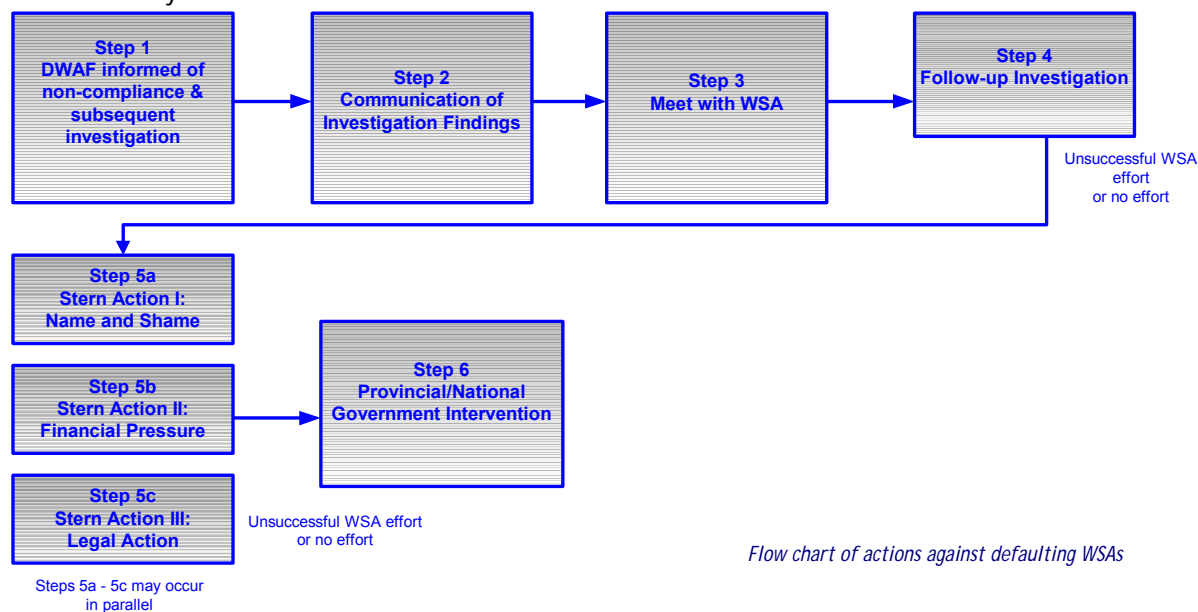 Step 1
DWAF informed of
non-compliance &
subsequent
investigation
Step 2
Communication of
Investigation Findings
Step 3
Meet with WSA
Step 4
Follow-up Investigation
Unsuccessful WSA
effort
or no effort
Step 5a
Stern Action I:
Name and Shame
Step 5b
Stern Action II:
Financial Pressure
Step 6
Provincial/National
Government Intervention
Step 5c
Stern Action III:
Legal Action
Unsuccessful WSA effort
or no effort
Steps 5a - 5c may occur
in parallel
Flow chart of actions against defaulting WSAs